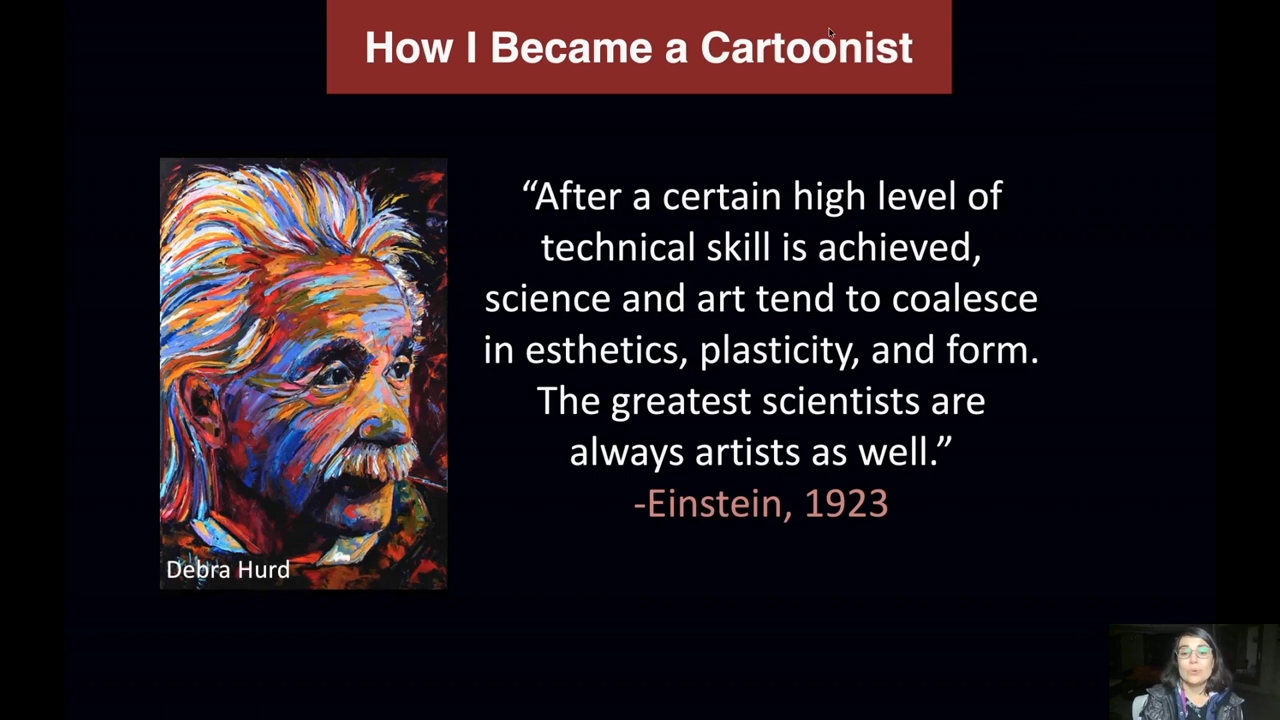 How I Became a Cartoonist
“After a certain high level of
technical skill is achieved,
science and art tend to coalesce
in esthetics, plasticity, and form.
The greatest scientists are
always artists as well.”
-Einstein, 1923
Debra Hurd